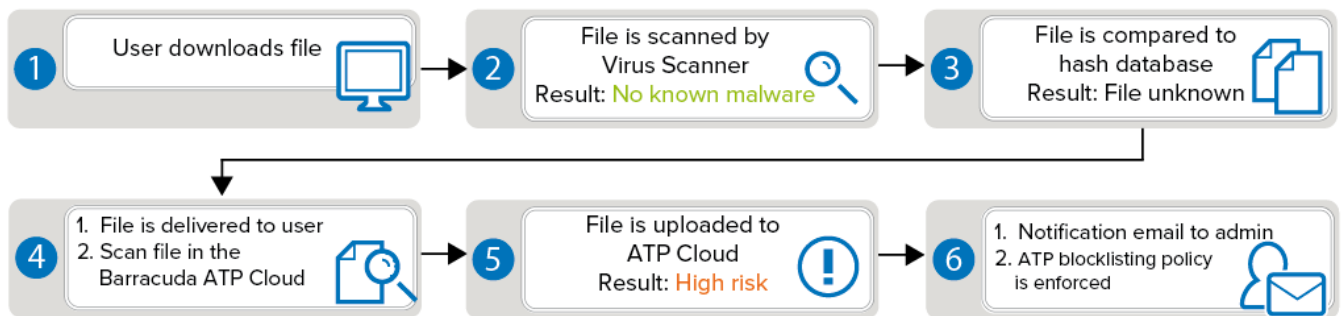 1
User downloads file
2
File is scanned by
Virus Scanner
Result: No known malware
3
File is compared to
hash database
Result: File unknown
4
1. File is delivered to user
2. Scan file in the
Barracuda ATP Cloud
5
File is uploaded to
ATP Cloud
Result: High risk
6
1. Notification email to admin
2. ATP blocklisting policy
is enforced